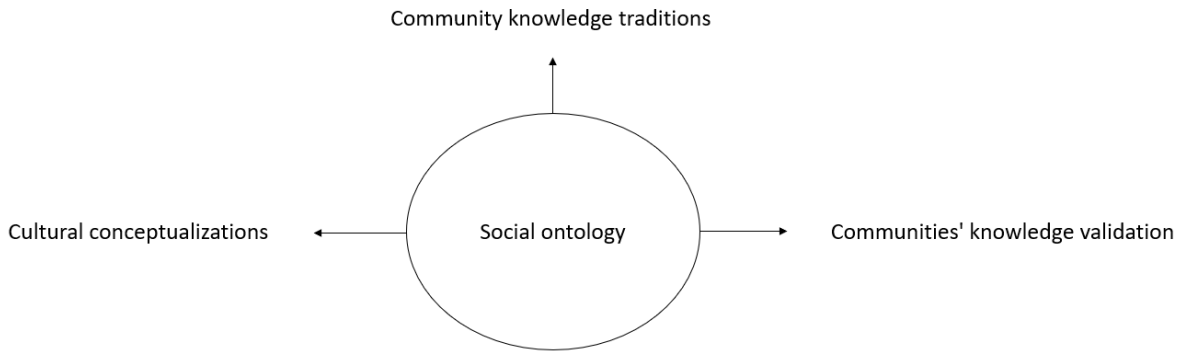 Community knowledge traditions
Cultural conceptualizations
Social ontology
Communities' knowledge validation